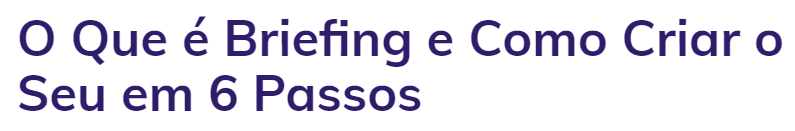 O Que é Briefing e Como Criar o
Seu em 6 Passos